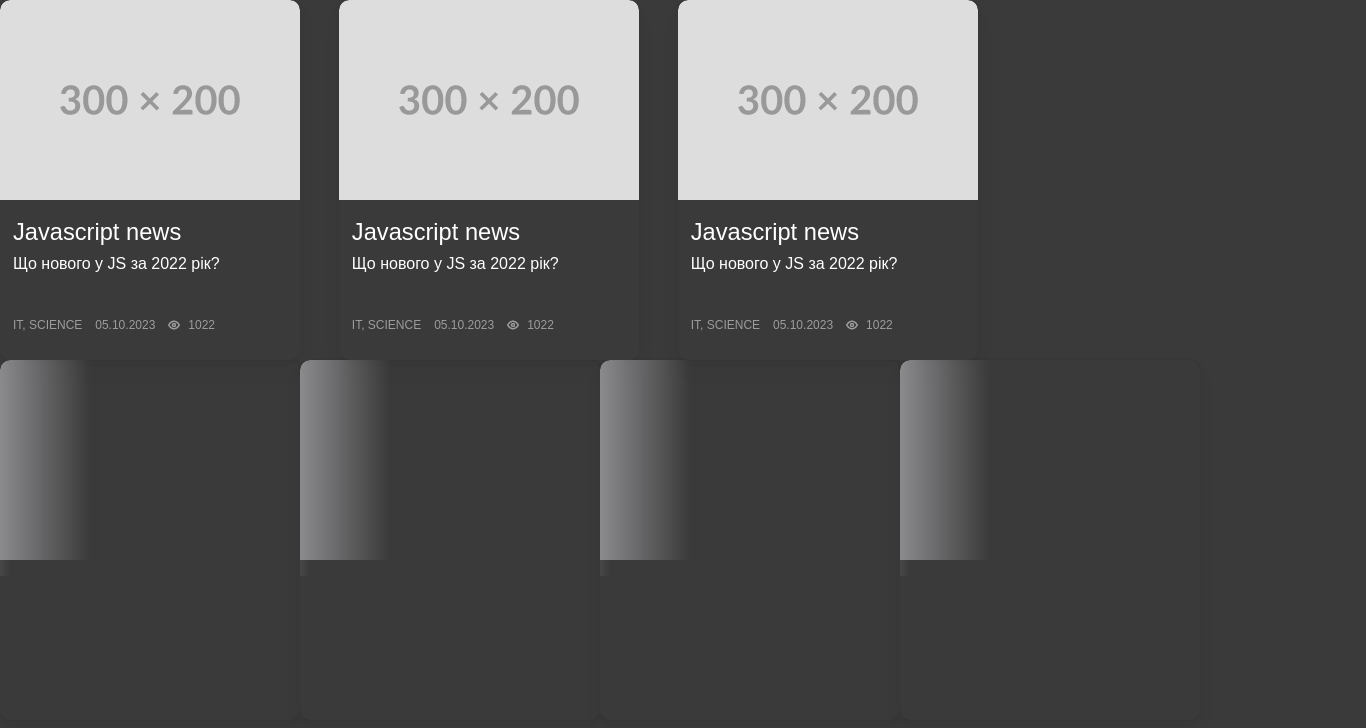 300 × 200
300 × 200
300 × 200
Javascript news
Що нового у JS за 2022 рік?
IT, SCIENCE 05.10.2023 1022
Javascript news
Що нового у JS за 2022 рік?
IT, SCIENCE 05.10.2023 1022
Javascript news
Що нового у JS за 2022 рік?
IT, SCIENCE 05.10.2023 1022